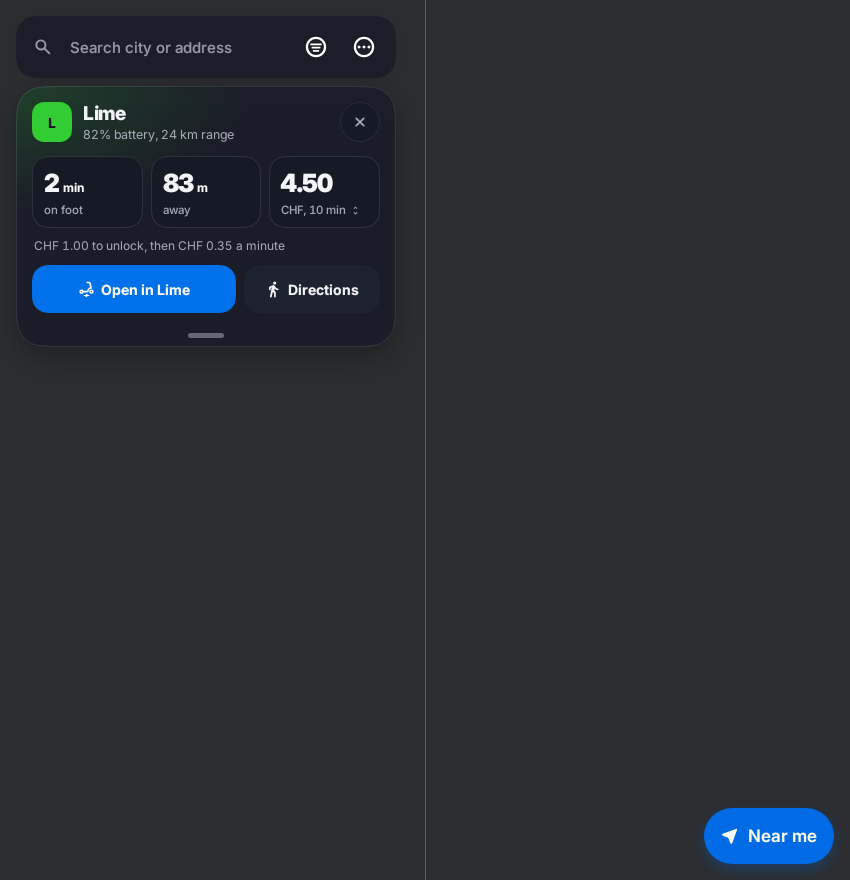 Search city or address
L
Lime
82% battery, 24 km range
2 min
on foot
83 m
away
4.50
CHF, 10 min
CHF 1.00 to unlock, then CHF 0.35 a minute
Open in Lime
Directions
Near me